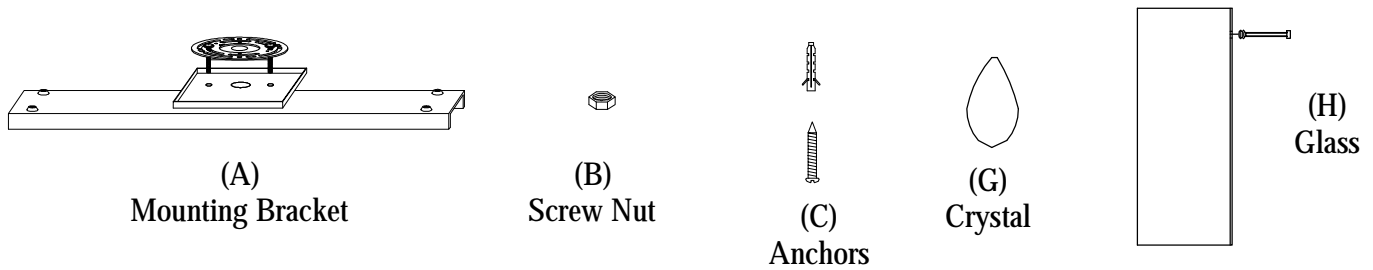 (A)
Mounting Bracket
(B)
Screw Nut
(C)
Anchors
(G)
Crystal
(H)
Glass